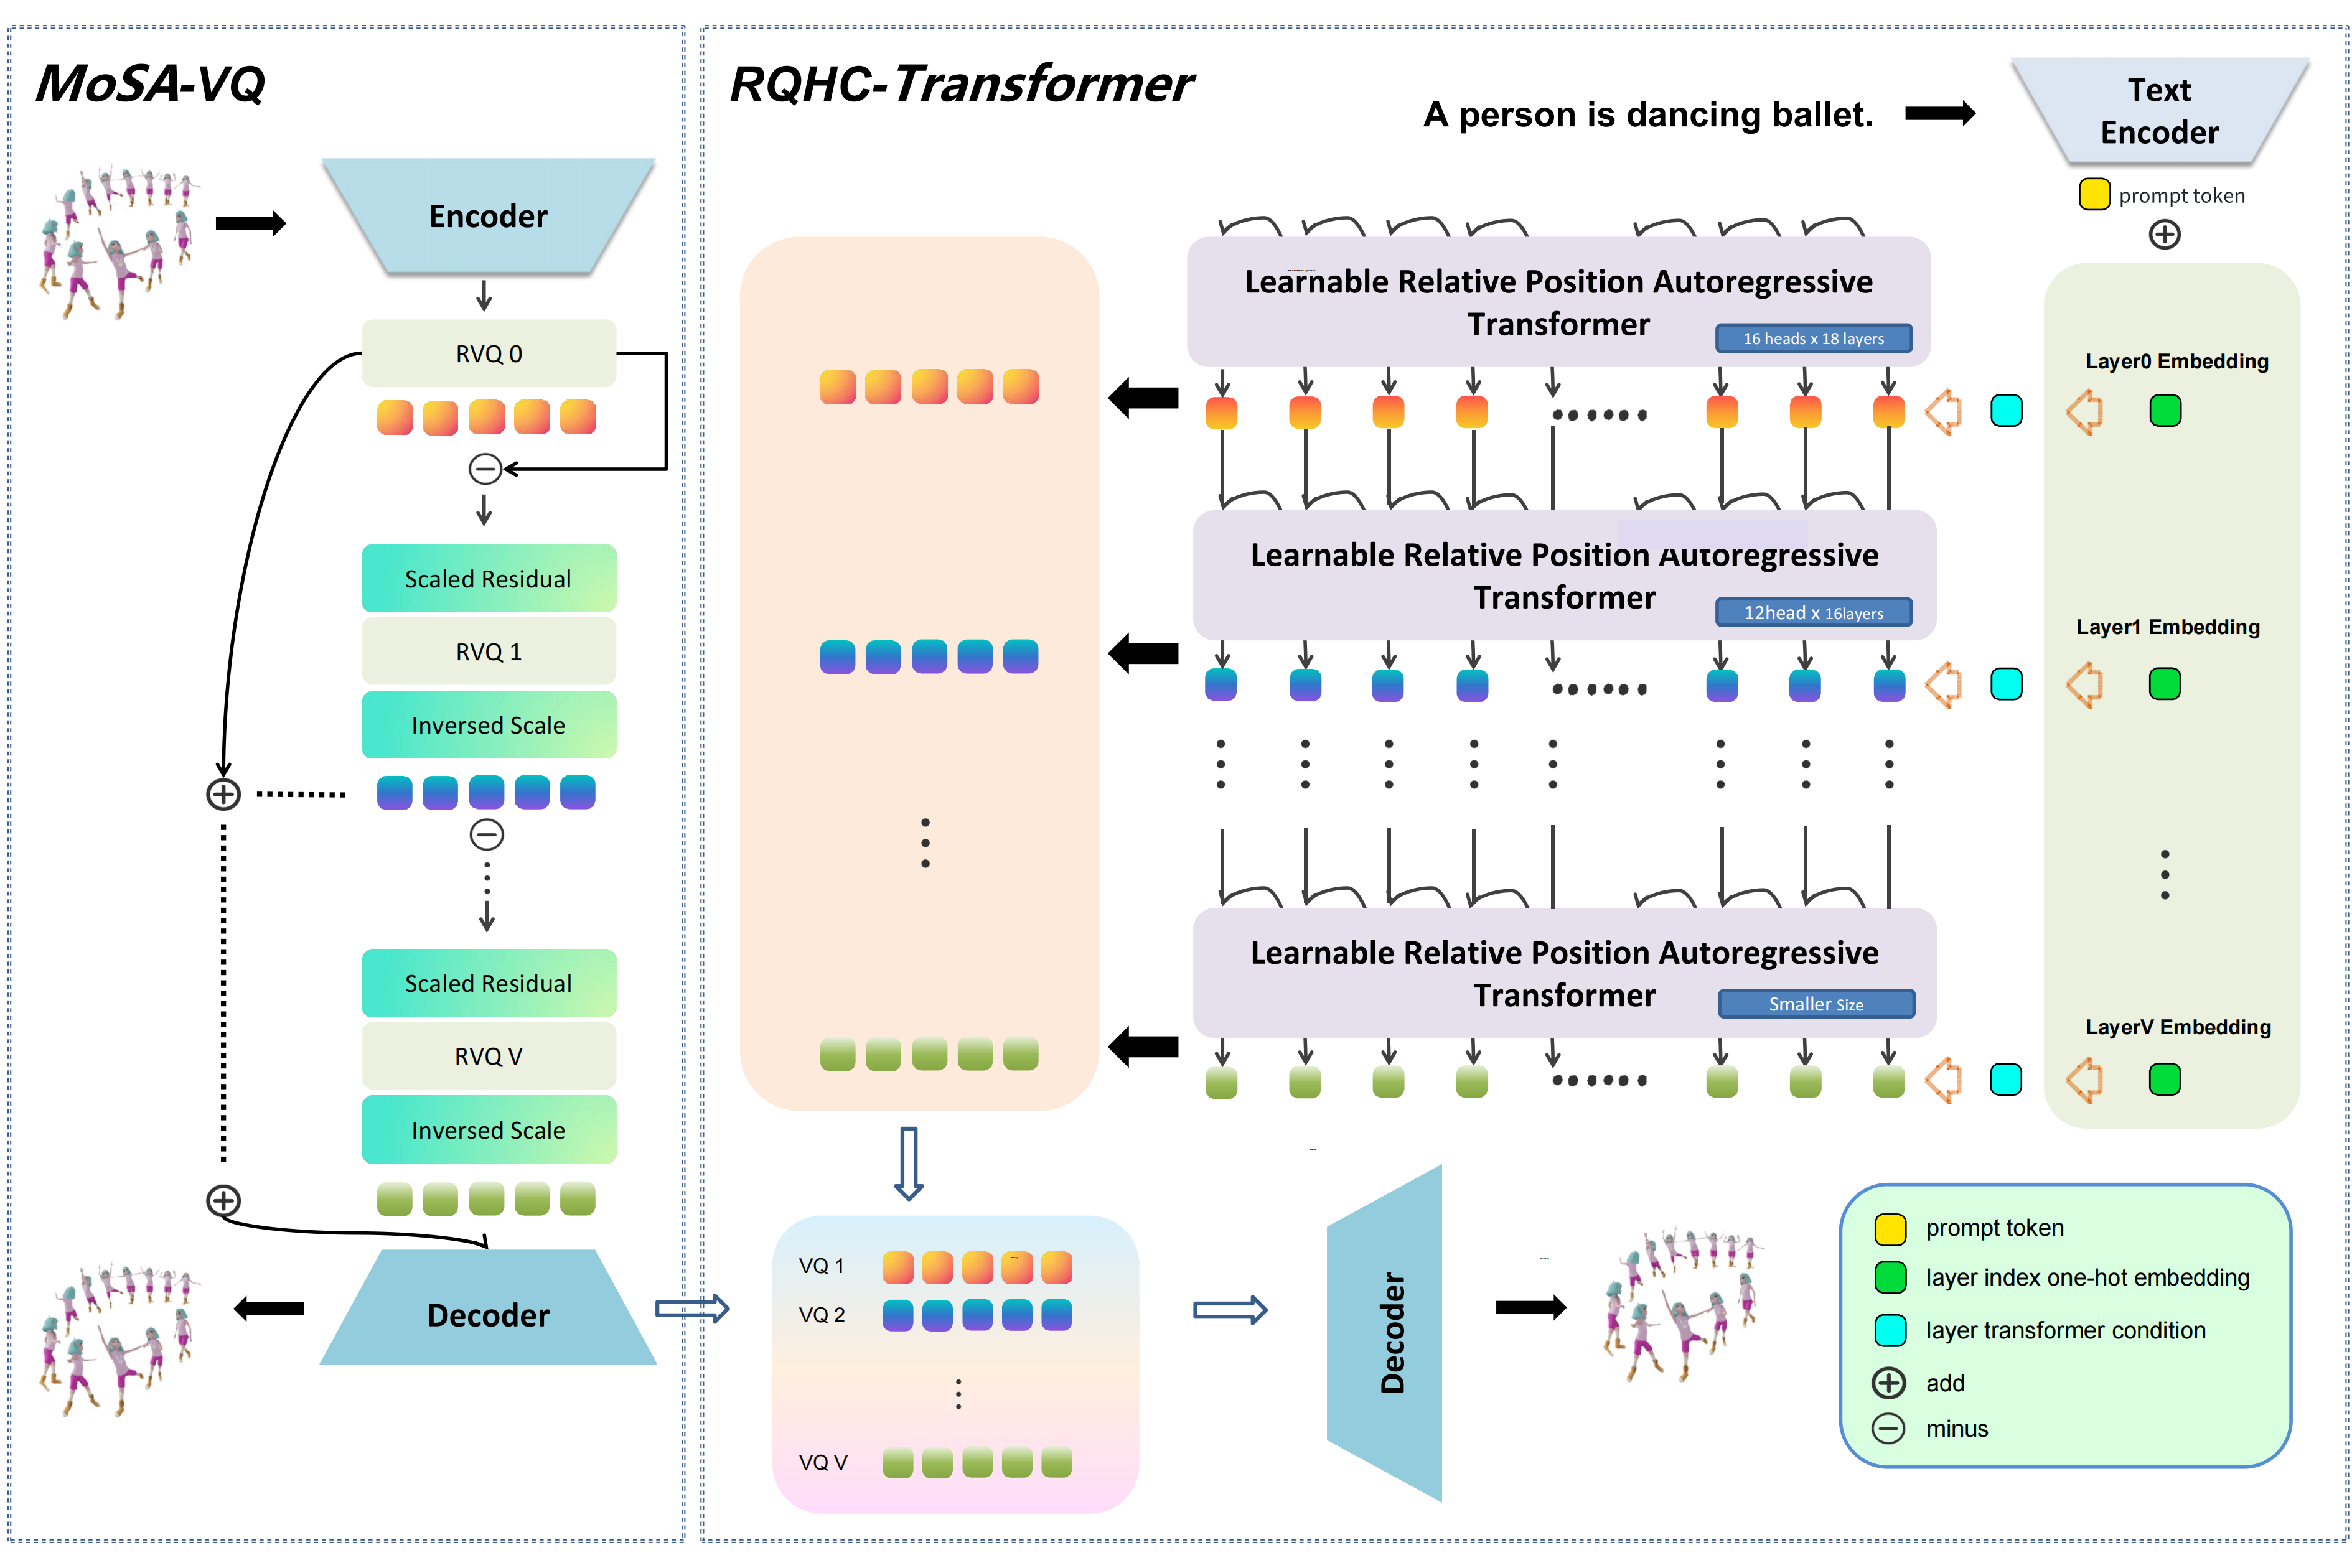 MoSA-VQ
Encoder
RVQ 0
Scaled Residual
RVQ 1
Inversed Scale
Scaled Residual
RVQ V
Inversed Scale
Decoder
RQHC-Transformer
A person is dancing ballet.
Text
Encoder
prompt token
Learnable Relative Position Autoregressive
Transformer
16 heads x 18 layers
Layer0 Embedding
Learnable Relative Position Autoregressive
Transformer
12head x 16layers
Layer1 Embedding
Learnable Relative Position Autoregressive
Transformer
Smaller Size
LayerV Embedding
VQ 1
VQ 2
VQ V
Decoder
prompt token
layer index one-hot embedding
layer transformer condition
add
minus